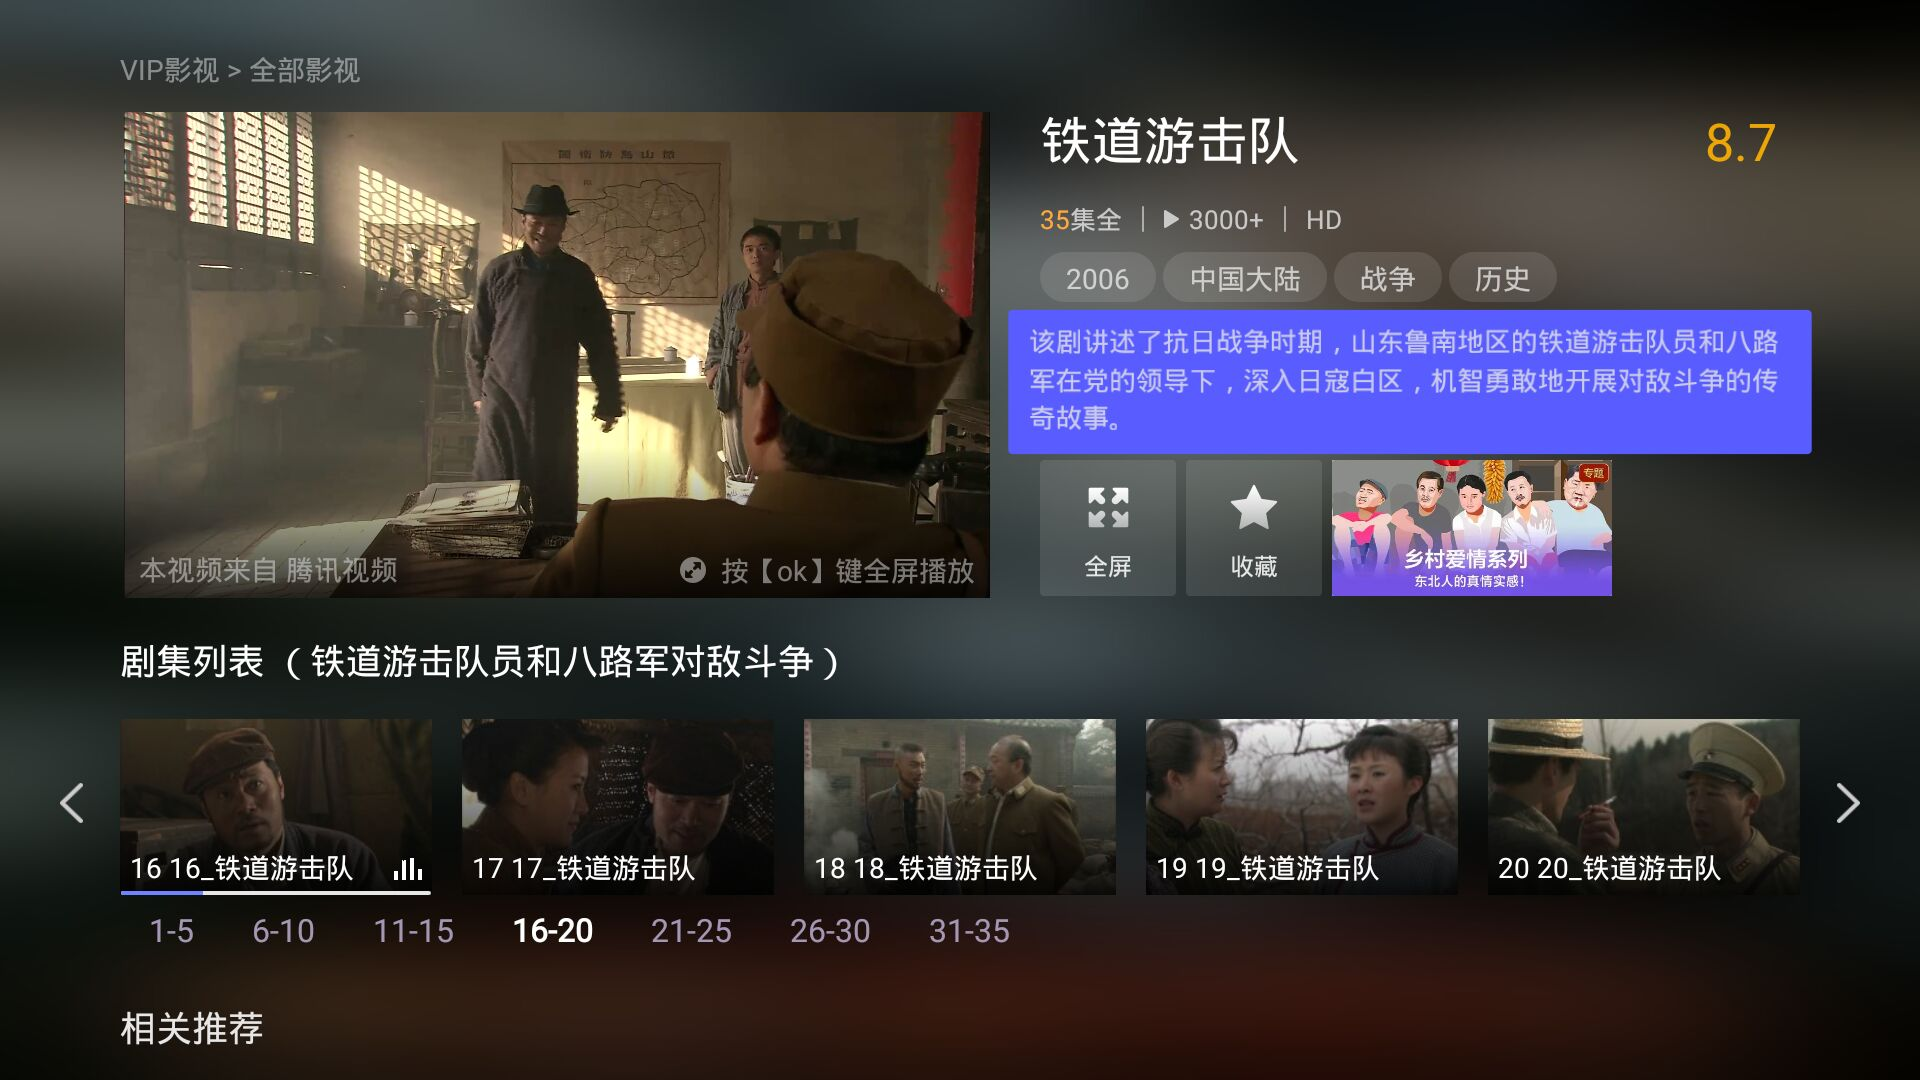 VIP影视 > 全部影视
铁道游击队
8.7
35集全 | 3000+ | HD
2006 中国大陆 战争 历史
该剧讲述了抗日战争时期，山东鲁南地区的铁道游击队员和八路
军在党的领导下，深入日寇白区，机智勇敢地开展对敌斗争的传
奇故事。
本视频来自 腾讯视频
按【ok】键全屏播放
全屏
收藏
专题
乡村爱情系列
东北人的真情实感！
剧集列表 （铁道游击队员和八路军对敌斗争）
16 16_铁道游击队
17 17_铁道游击队
18 18_铁道游击队
19 19_铁道游击队
20 20_铁道游击队
1-5 6-10 11-15 16-20 21-25 26-30 31-35
相关推荐